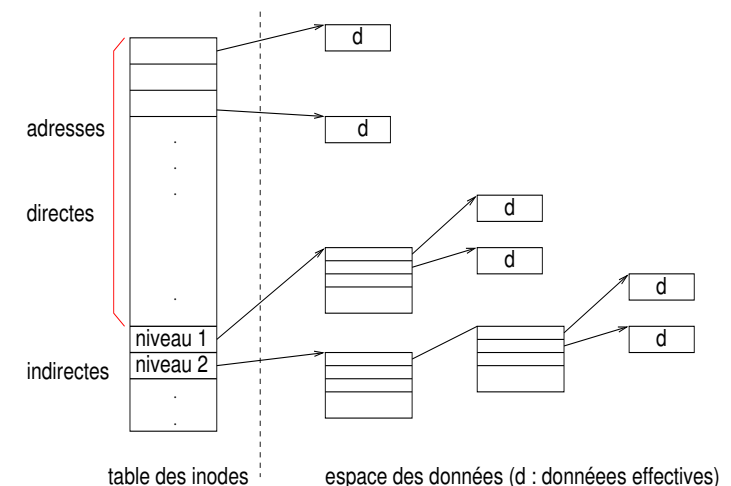 d
adresses
d
directes
d
d
d
niveau 1
d
indirectes
niveau 2
table des inodes
espace des données (d : donnéees effectives)